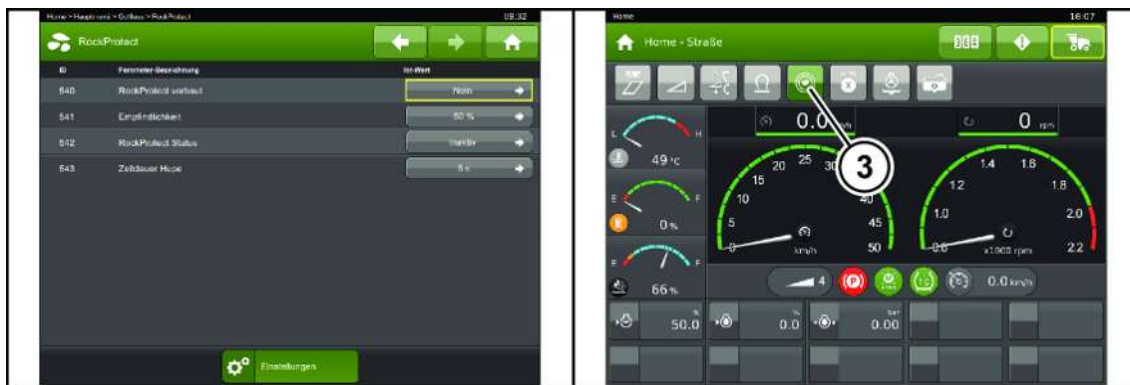 Home > Hauptmenü > Gutfluss > RockProtect
09:32
RockProtect
ID
Parameter-Bezeichnung
Ist-Wert
540
RockProtect verbaut
Nein
541
Empfindlichkeit
60 %
542
RockProtect Status
Inaktiv
543
Zeitdauer Hupe
5 s
Einstellungen
Home
16:07
Home - Straße
3
0.0
0 rpm
L
H
49 °C
E
F
0 %
E
F
66 %
0
5
10
15
20
25
30
40
45
50
km/h
0.8
1.0
1.2
1.4
1.6
1.8
2.0
2.2
x1000 rpm
4
(P)
0.0 km/h
%
50.0
%
0.0
bar
0.00